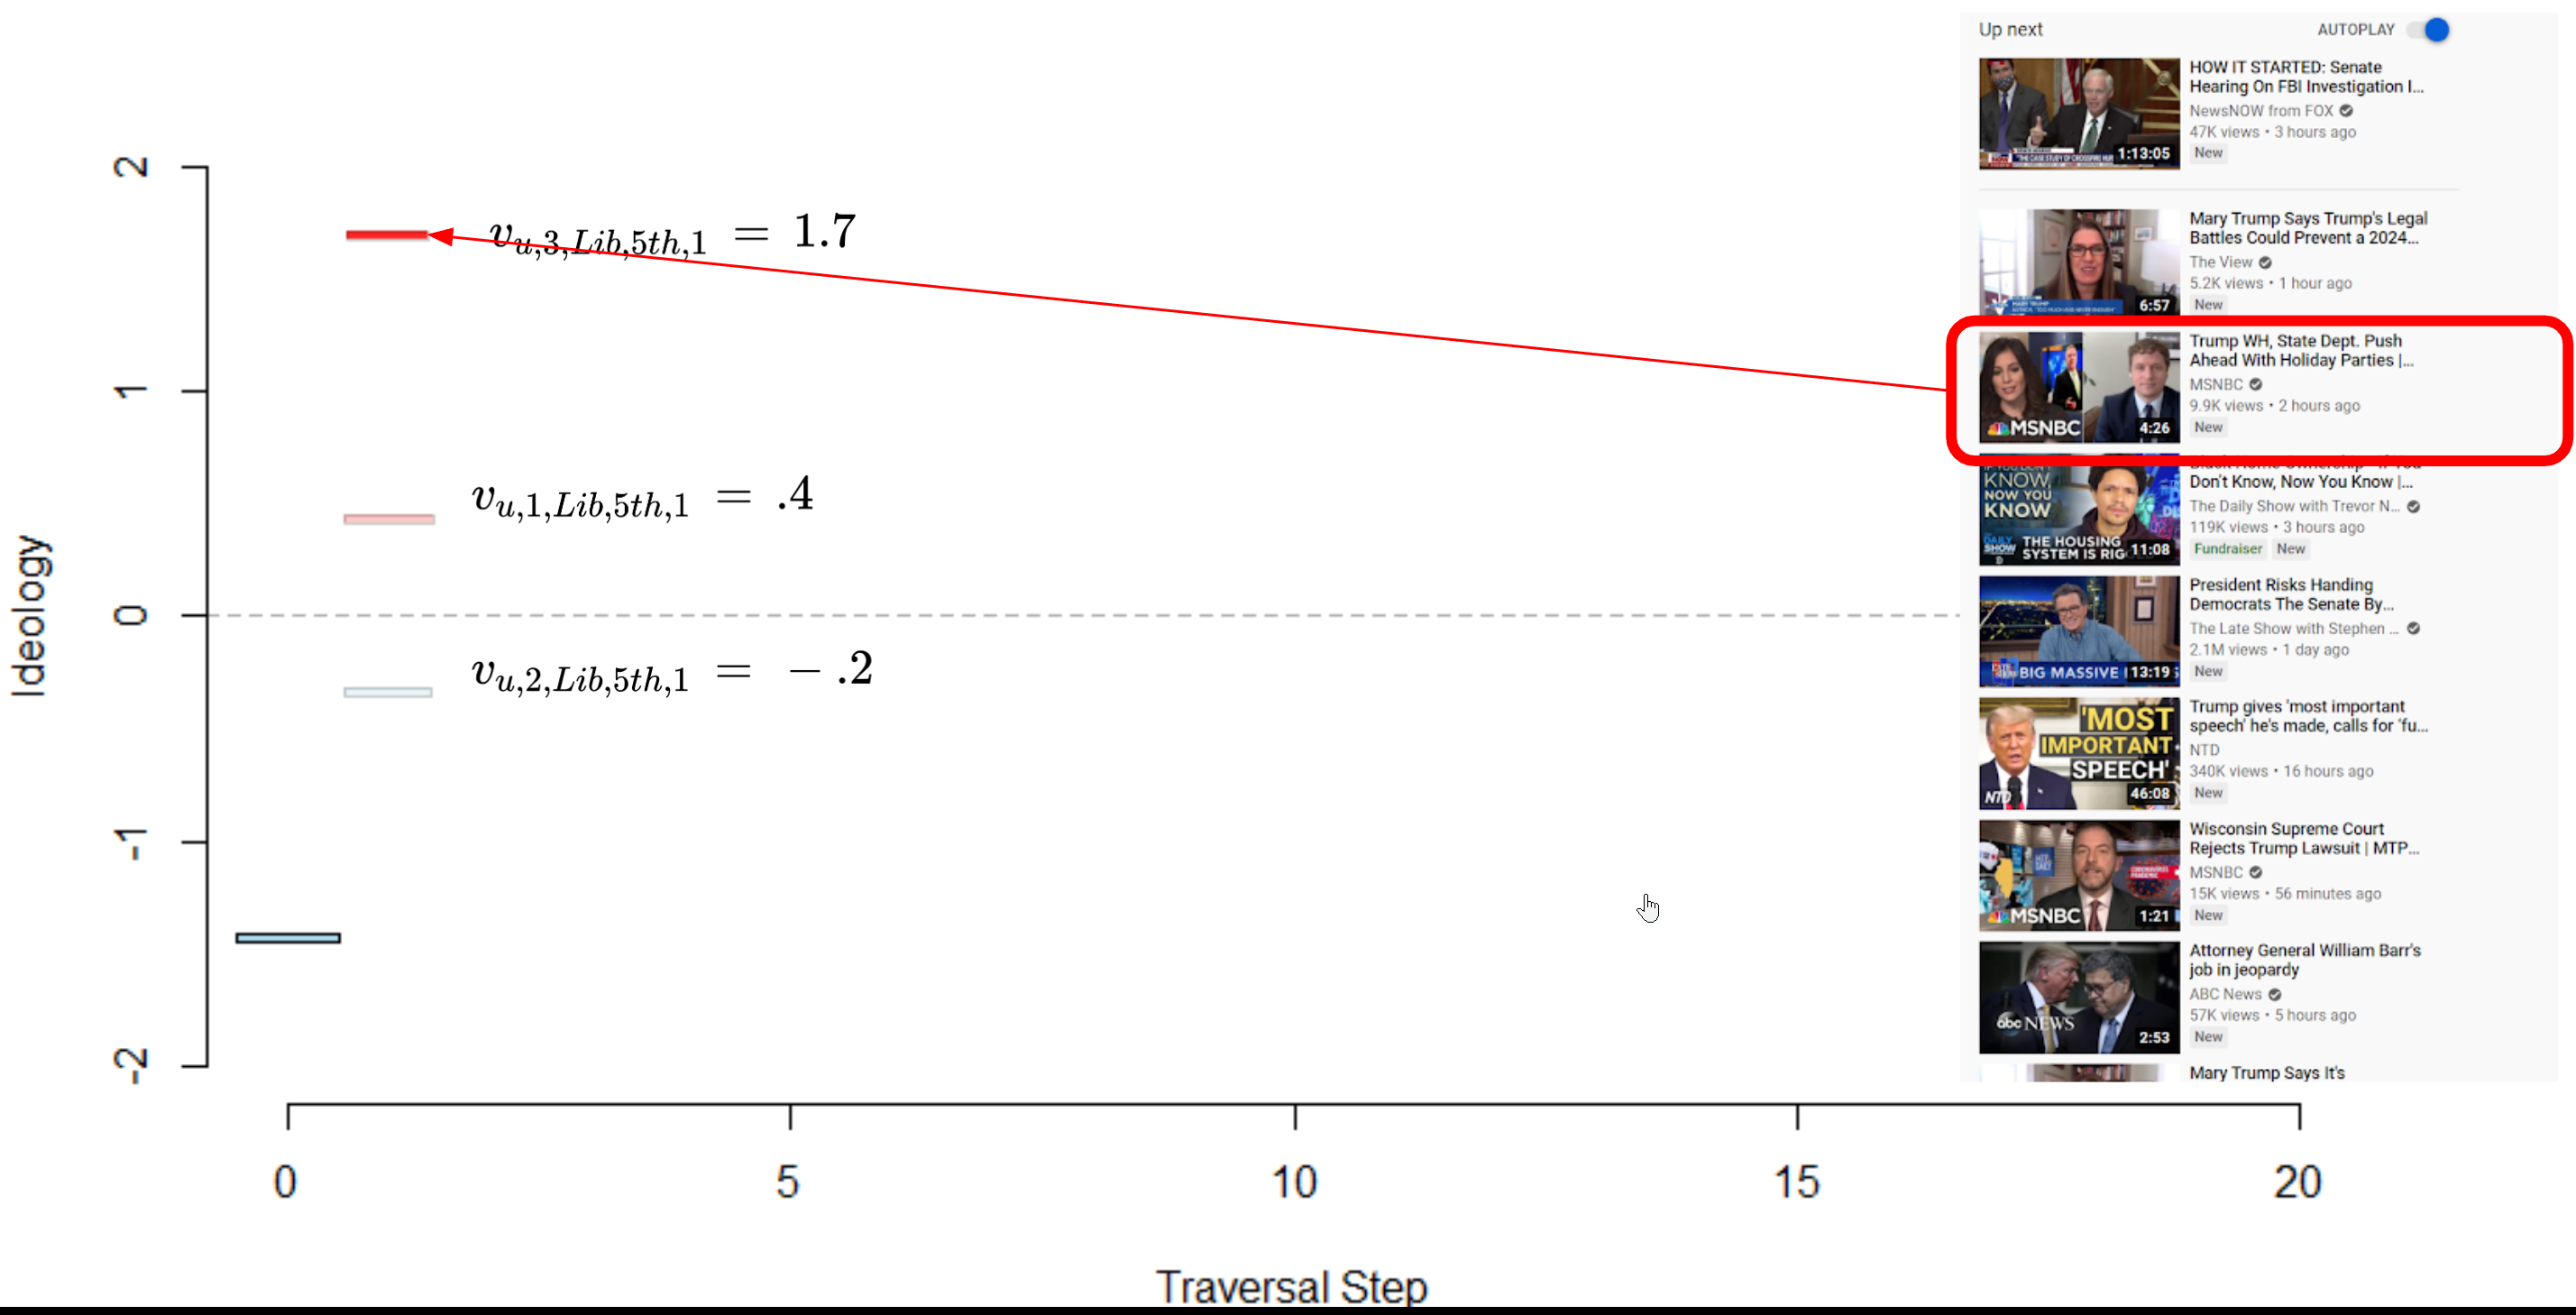 2
1
0
-1
-2
Ideology
v_{u,3,Lib,5th,1} = 1.7
v_{u,1,Lib,5th,1} = .4
v_{u,2,Lib,5th,1} = - .2
0
5
10
15
20
Traversal Step
Up next
AUTOPLAY
1:13:05
HOW IT STARTED: Senate
Hearing On FBI Investigation I...
NewsNOW from FOX
47K views • 3 hours ago
New
6:57
Mary Trump Says Trump's Legal
Battles Could Prevent a 2024...
The View
5.2K views • 1 hour ago
New
MSNBC
4:26
Trump WH, State Dept. Push
Ahead With Holiday Parties |...
MSNBC
9.9K views • 2 hours ago
New
KNOW,
NOW YOU
KNOW
THE DAILY SHOW
THE HOUSING
SYSTEM IS RIG
11:08
Don't Know, Now You Know |...
The Daily Show with Trevor N...
119K views • 3 hours ago
Fundraiser
New
BIG MASSIVE
13:19
President Risks Handing
Democrats The Senate By...
The Late Show with Stephen ...
2.1M views • 1 day ago
New
'MOST
IMPORTANT
SPEECH'
NTD
46:08
Trump gives 'most important
speech' he's made, calls for 'fu...
NTD
340K views • 16 hours ago
New
MSNBC
1:21
Wisconsin Supreme Court
Rejects Trump Lawsuit | MTP...
MSNBC
15K views • 56 minutes ago
New
abc NEWS
2:53
Attorney General William Barr's
job in jeopardy
ABC News
57K views • 5 hours ago
New
Mary Trump Says It's